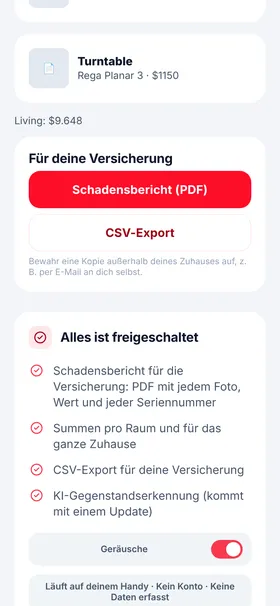 Turntable
Rega Planar 3 · $1150
Living: $9.648
Für deine Versicherung
Schadensbericht (PDF)
CSV-Export
Bewahr eine Kopie außerhalb deines Zuhauses auf, z.
B. per E-Mail an dich selbst.
Alles ist freigeschaltet
Schadensbericht für die
Versicherung: PDF mit jedem Foto,
Wert und jeder Seriennummer
Summen pro Raum und für das
ganze Zuhause
CSV-Export für deine Versicherung
KI-Gegenstandserkennung (kommt
mit einem Update)
Geräusche
Läuft auf deinem Handy · Kein Konto · Keine
Daten erfasst